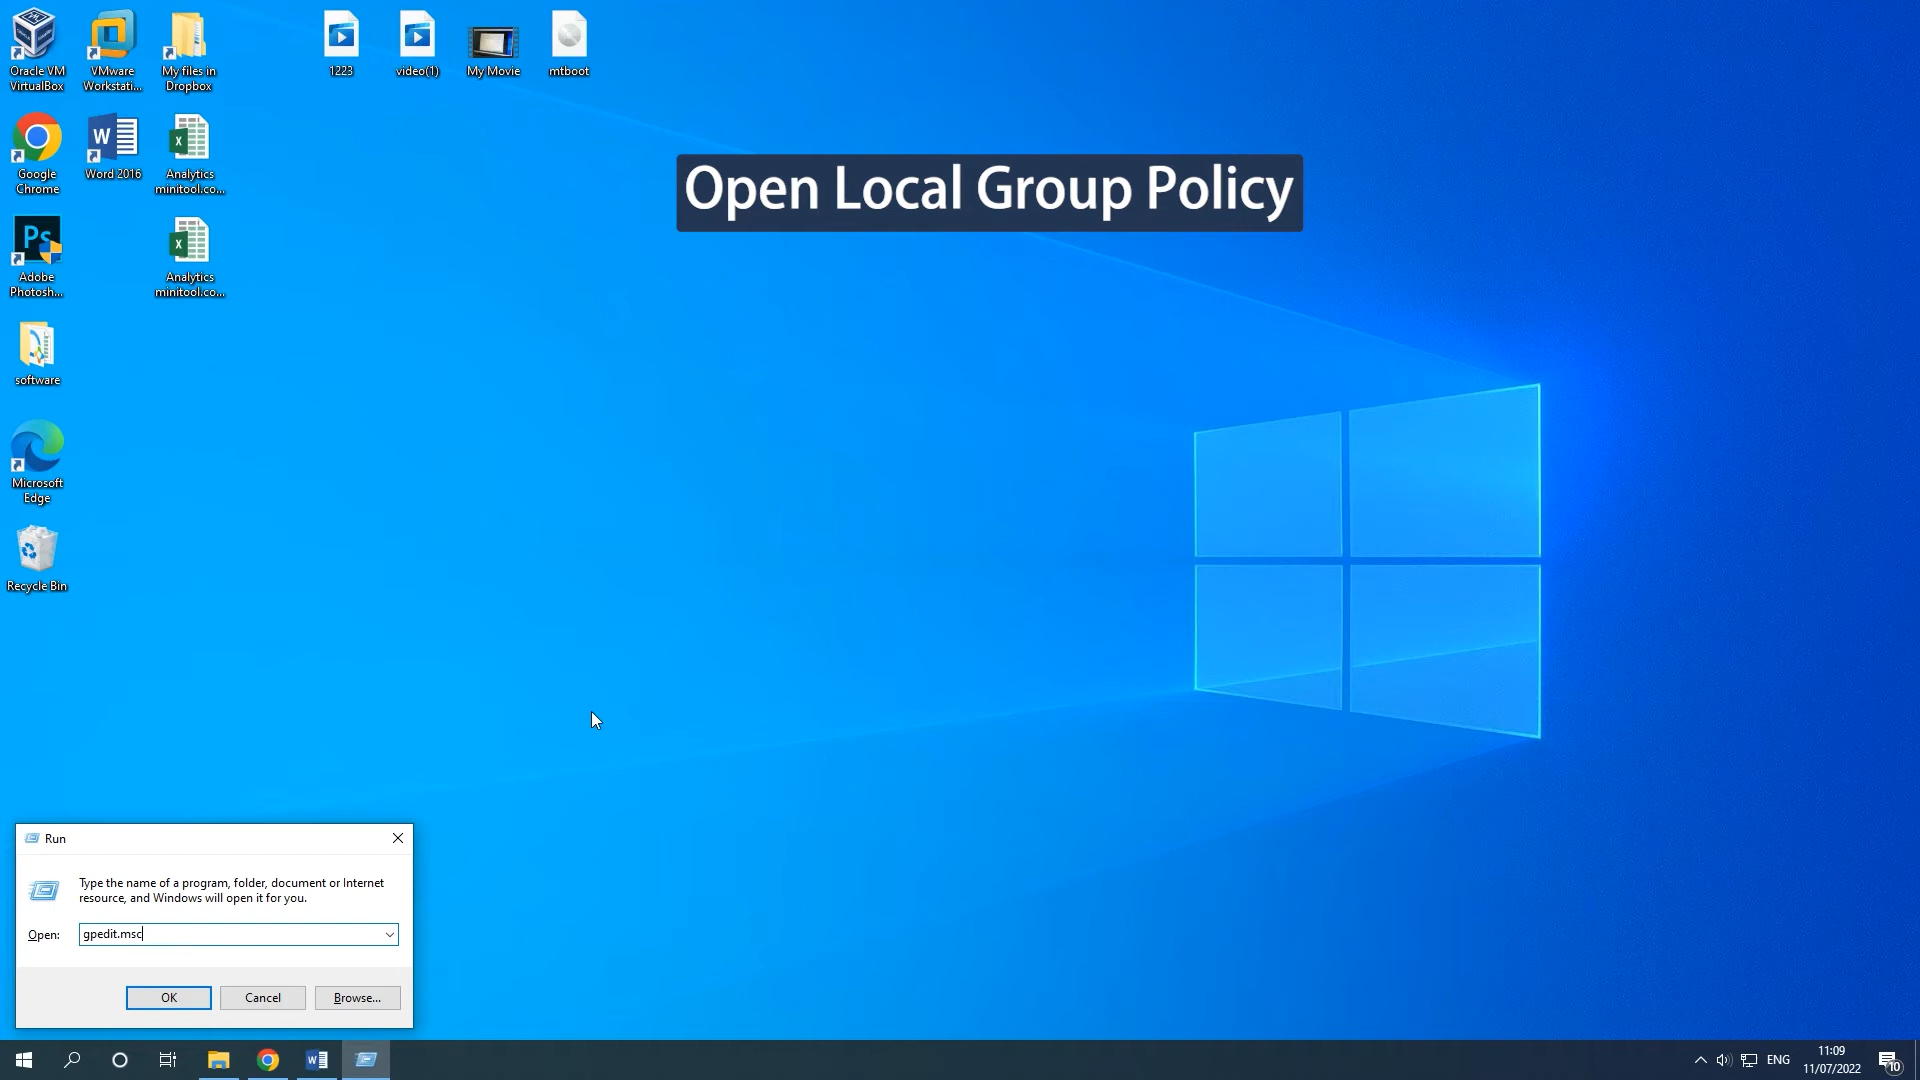 Oracle VM
VirtualBox
VMware
Workstati...
My files in
Dropbox
1223
video(1)
My Movie
mtboot
Google
Chrome
W
Word 2016
X
Analytics
minitool.co...
Open Local Group Policy
Ps
Adobe
Photosh...
X
Analytics
minitool.co...
software
Microsoft
Edge
Recycle Bin
Run
Type the name of a program, folder, document or Internet
resource, and Windows will open it for you.
Open: gpedit.msc
OK Cancel Browse...
W
ENG
11:09
11/07/2022
10